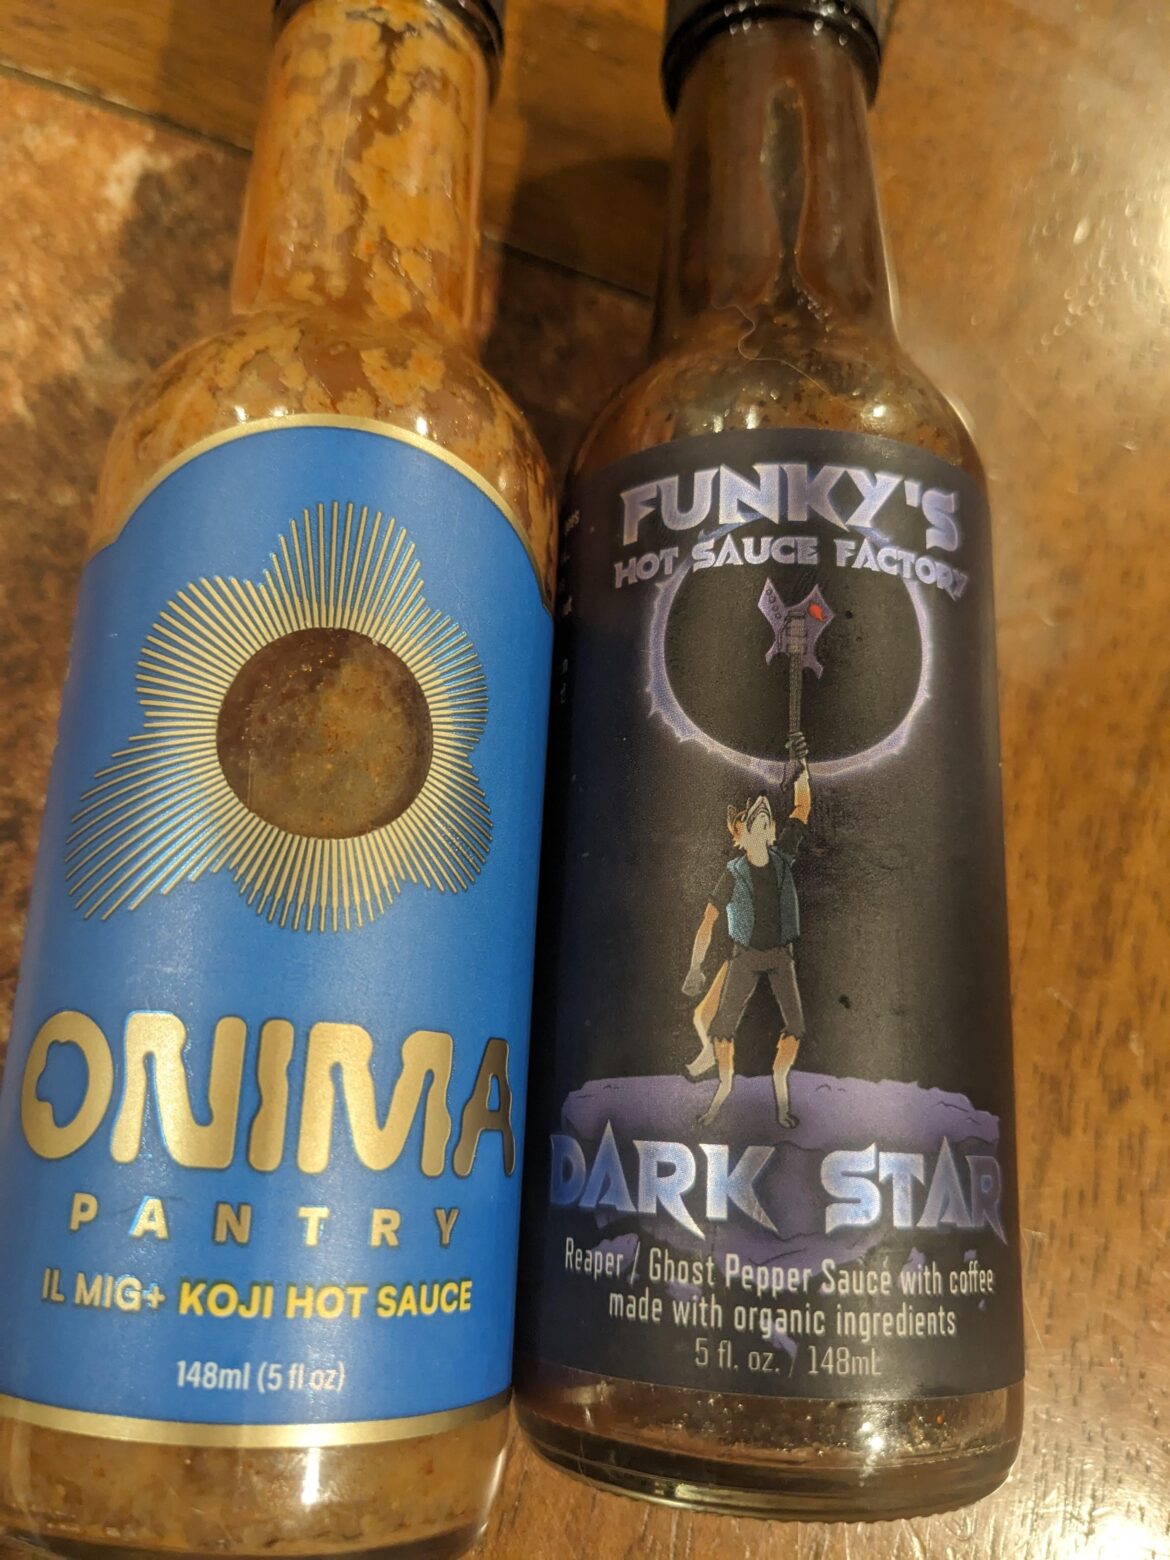 ONIMA
PANTRY
IL MIG+ KOJI HOT SAUCE
148ml (5 fl oz)
FUNKY'S
HOT SAUCE FACTORY
DARK STAR
Reaper / Ghost Pepper Sauce with coffee
made with organic ingredients
5 fl. oz. / 148mL